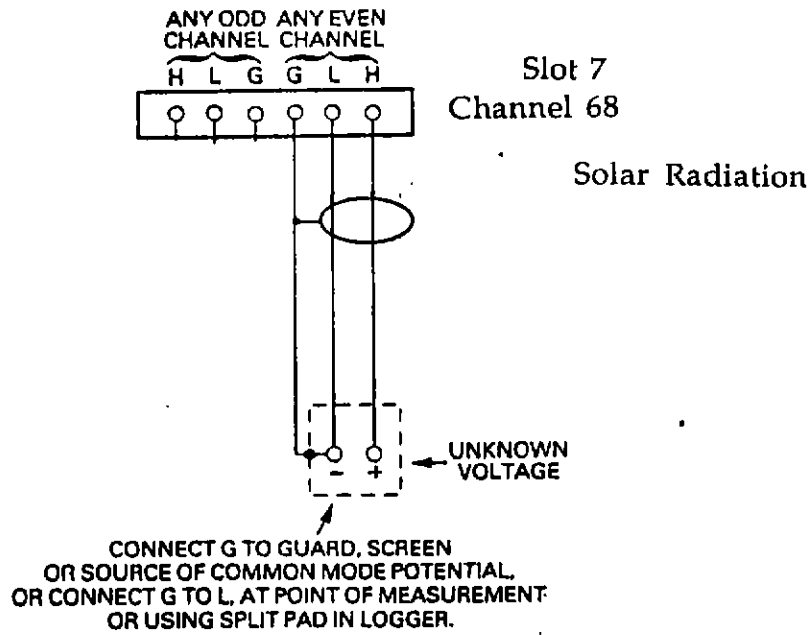 ANY ODD ANY EVEN
CHANNEL CHANNEL
H L G G L H
Slot 7
Channel 68
Solar Radiation
- +
UNKNOWN
VOLTAGE
CONNECT G TO GUARD, SCREEN
OR SOURCE OF COMMON MODE POTENTIAL,
OR CONNECT G TO L, AT POINT OF MEASUREMENT
OR USING SPLIT PAD IN LOGGER.